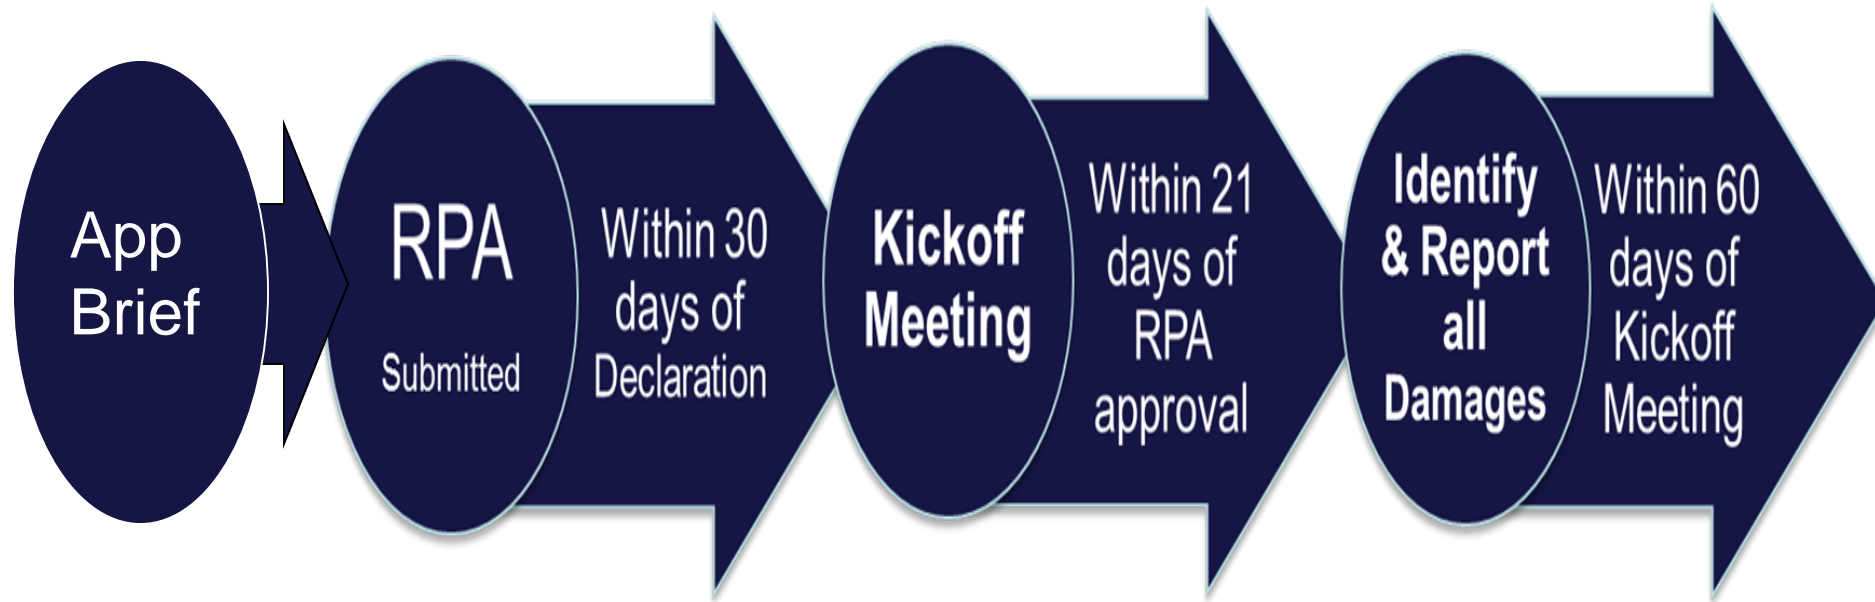 App
Brief
RPA
Submitted
Within 30
days of
Declaration
Kickoff
Meeting
Within 21
days of
RPA
approval
Identify
& Report
all
Damages
Within 60
days of
Kickoff
Meeting